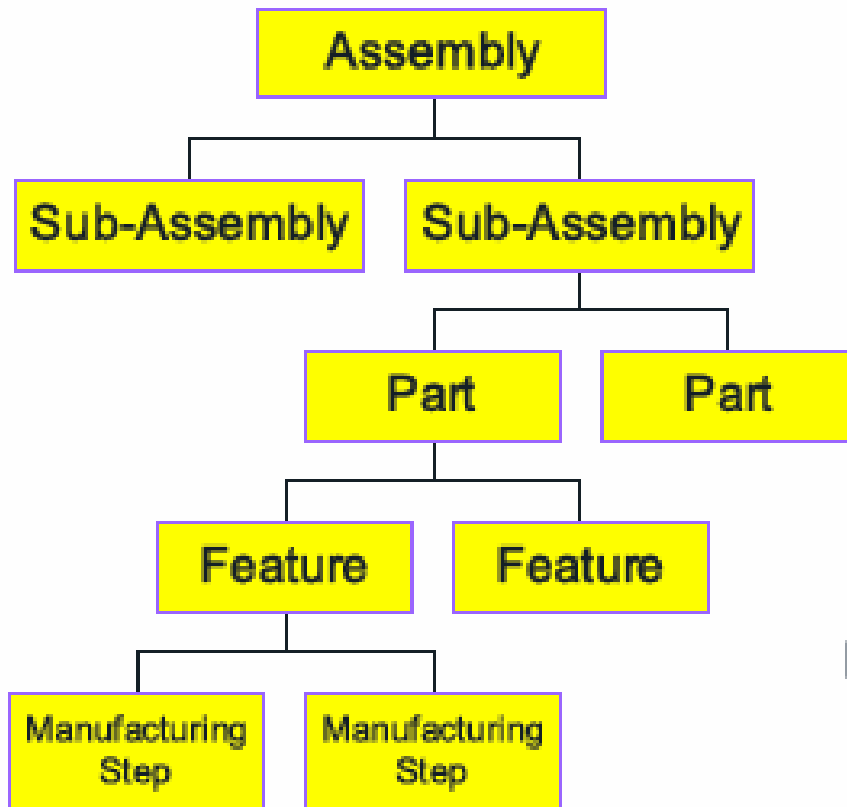 Assembly
Sub-Assembly
Sub-Assembly
Part
Part
Feature
Feature
Manufacturing
Step
Manufacturing
Step